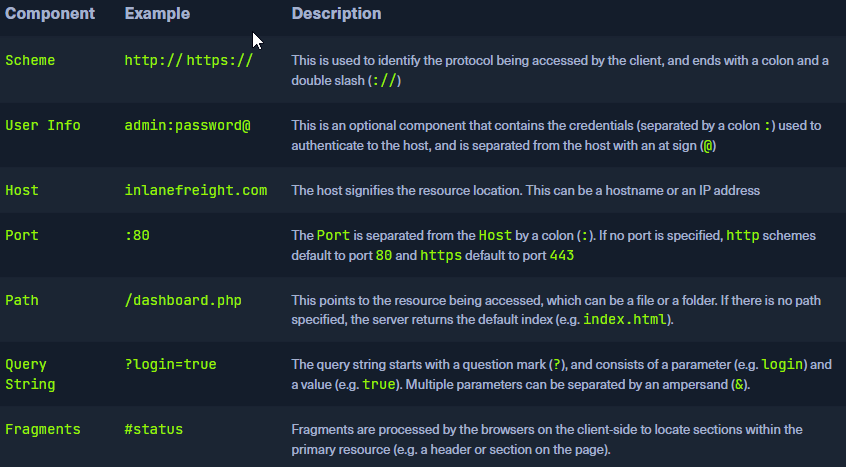 Component Example Description
Scheme http:// https:// This is used to identify the protocol being accessed by the client, and ends with a colon and a
double slash (://)
User Info admin:password@ This is an optional component that contains the credentials (separated by a colon :) used to
authenticate to the host, and is separated from the host with an at sign (@)
Host inlanefreight.com The host signifies the resource location. This can be a hostname or an IP address
Port :80 The Port is separated from the Host by a colon (:). If no port is specified, http schemes
default to port 80 and https default to port 443
Path /dashboard.php This points to the resource being accessed, which can be a file or a folder. If there is no path
specified, the server returns the default index (e.g. index.html).
Query ?login=true The query string starts with a question mark (?), and consists of a parameter (e.g. login) and
String a value (e.g. true). Multiple parameters can be separated by an ampersand (&).
Fragments #status Fragments are processed by the browsers on the client-side to locate sections within the
primary resource (e.g. a header or section on the page).